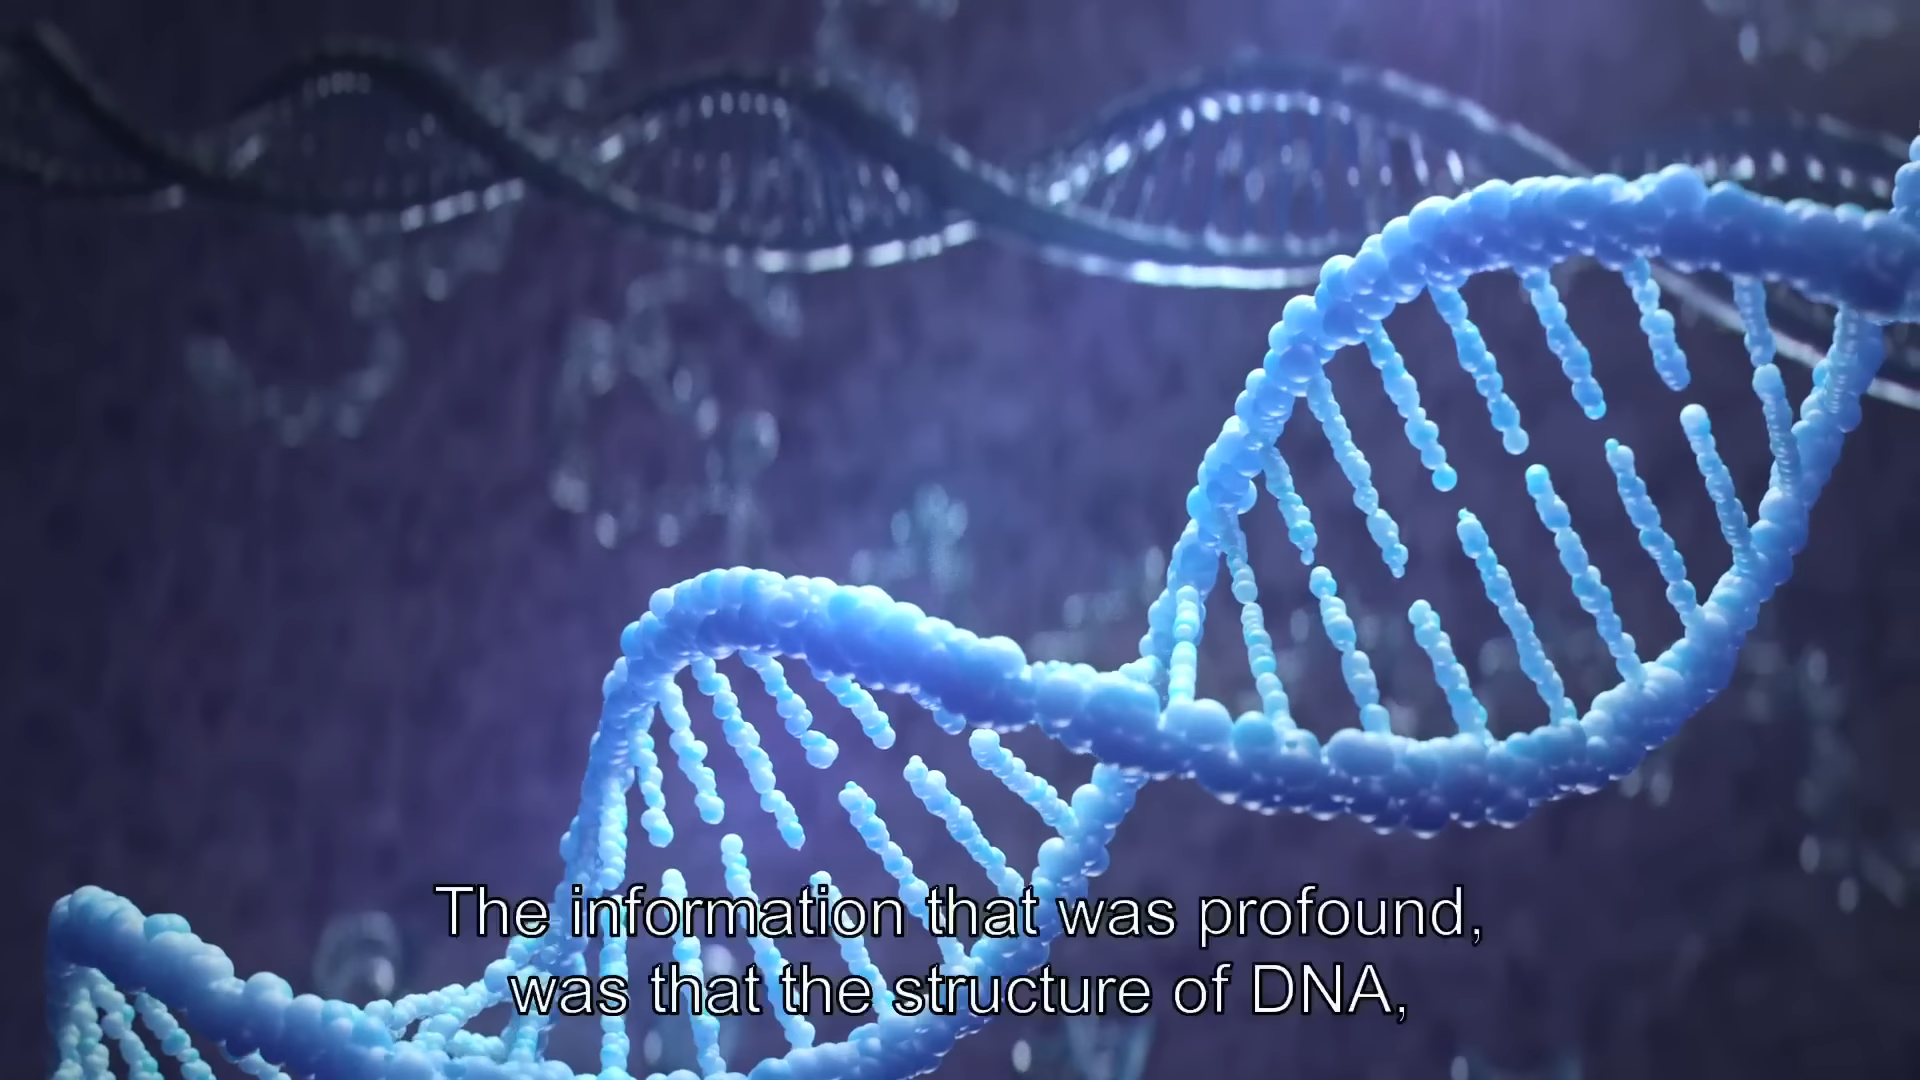 The information that was profound,
was that the structure of DNA,